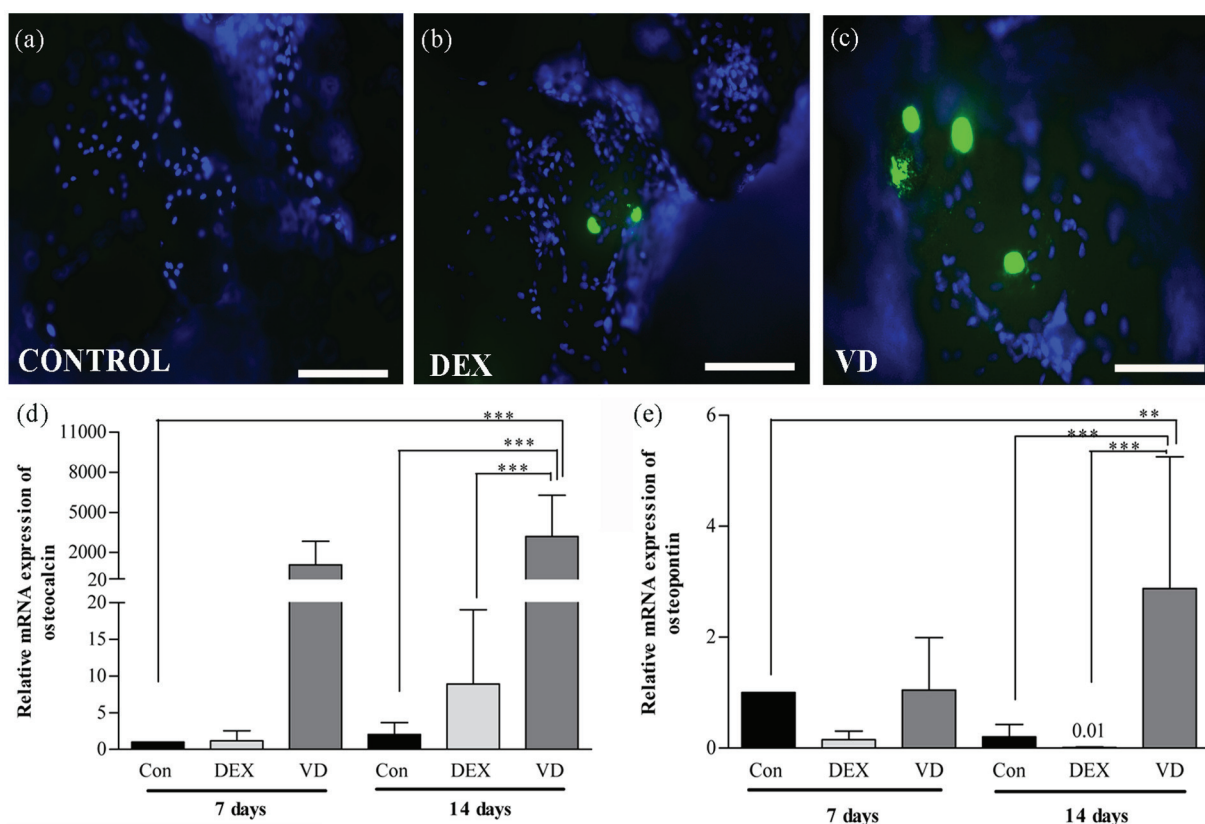 (a)
CONTROL
(b)
DEX
(c)
VD
(d)
Relative mRNA expression of
osteocalcin
11000
8000
5000
2000
20
20
15
10
5
0
***
***
***
Con DEX VD Con DEX VD
7 days 14 days
(e)
Relative mRNA expression of
osteopontin
6
4
2
0
**
***
***
0.01
Con DEX VD Con DEX VD
7 days 14 days